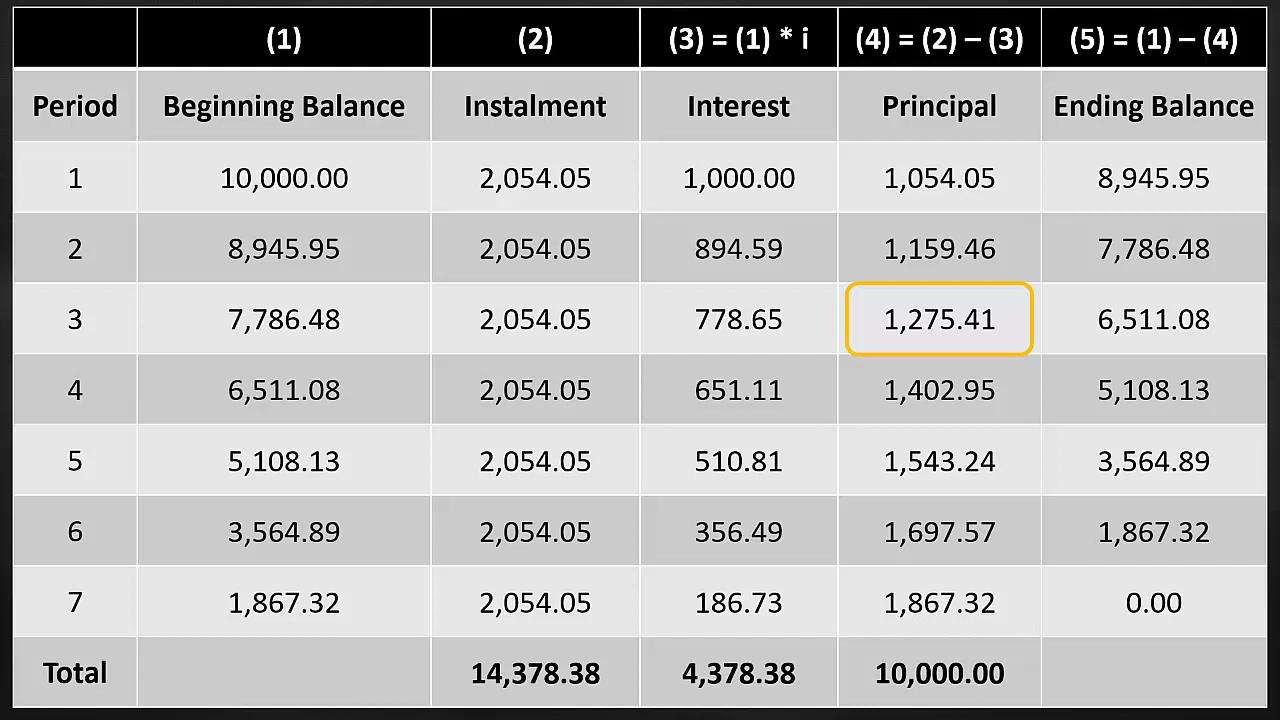 (1) (2) (3) = (1) * i (4) = (2) – (3) (5) = (1) – (4)
Period Beginning Balance Instalment Interest Principal Ending Balance
1 10,000.00 2,054.05 1,000.00 1,054.05 8,945.95
2 8,945.95 2,054.05 894.59 1,159.46 7,786.48
3 7,786.48 2,054.05 778.65 1,275.41 6,511.08
4 6,511.08 2,054.05 651.11 1,402.95 5,108.13
5 5,108.13 2,054.05 510.81 1,543.24 3,564.89
6 3,564.89 2,054.05 356.49 1,697.57 1,867.32
7 1,867.32 2,054.05 186.73 1,867.32 0.00
Total 14,378.38 4,378.38 10,000.00